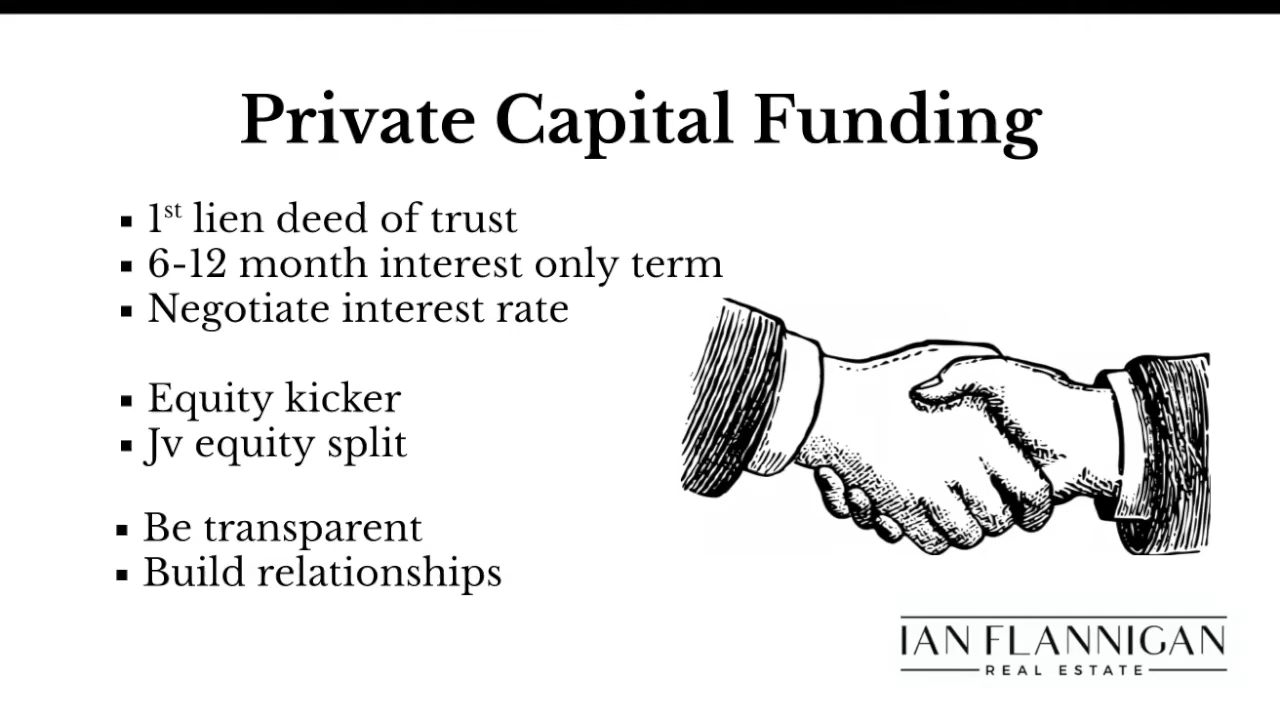 Private Capital Funding
▪ 1st lien deed of trust
▪ 6-12 month interest only term
▪ Negotiate interest rate
▪ Equity kicker
▪ Jv equity split
▪ Be transparent
▪ Build relationships
IAN FLANNIGAN
REAL ESTATE